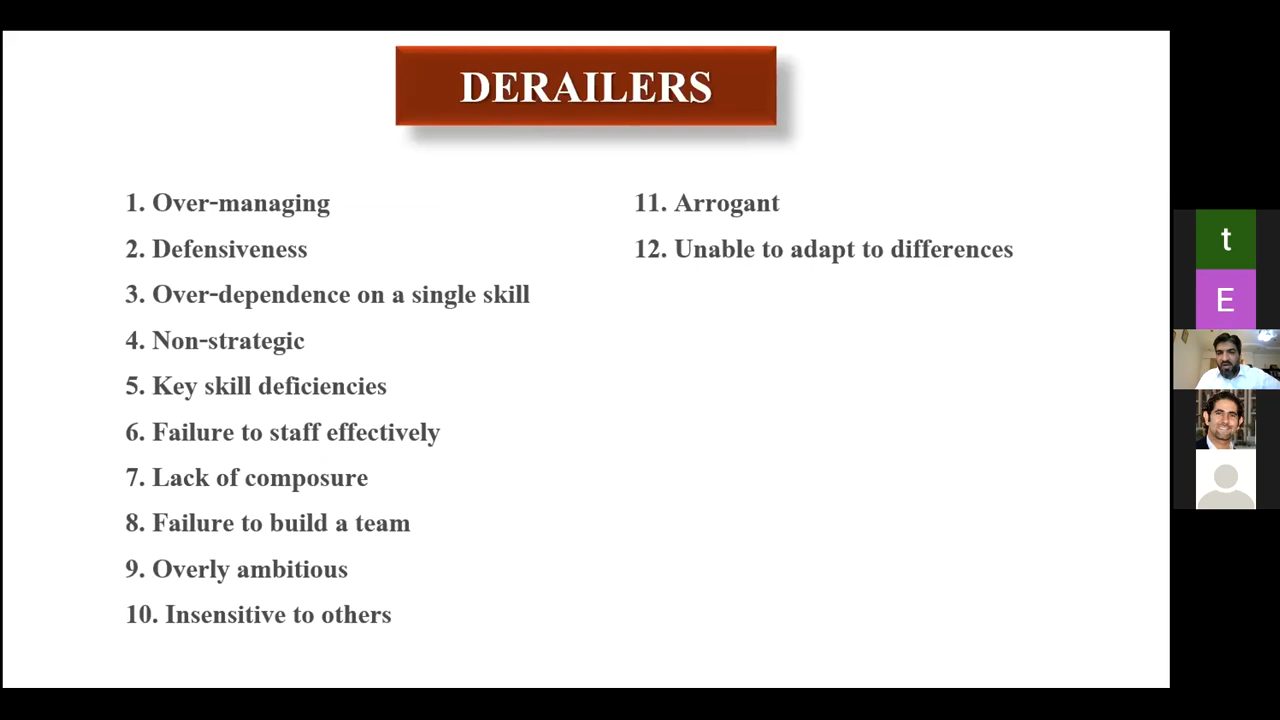 DERAILERS
1. Over-managing
2. Defensiveness
3. Over-dependence on a single skill
4. Non-strategic
5. Key skill deficiencies
6. Failure to staff effectively
7. Lack of composure
8. Failure to build a team
9. Overly ambitious
10. Insensitive to others
11. Arrogant
12. Unable to adapt to differences
t
E